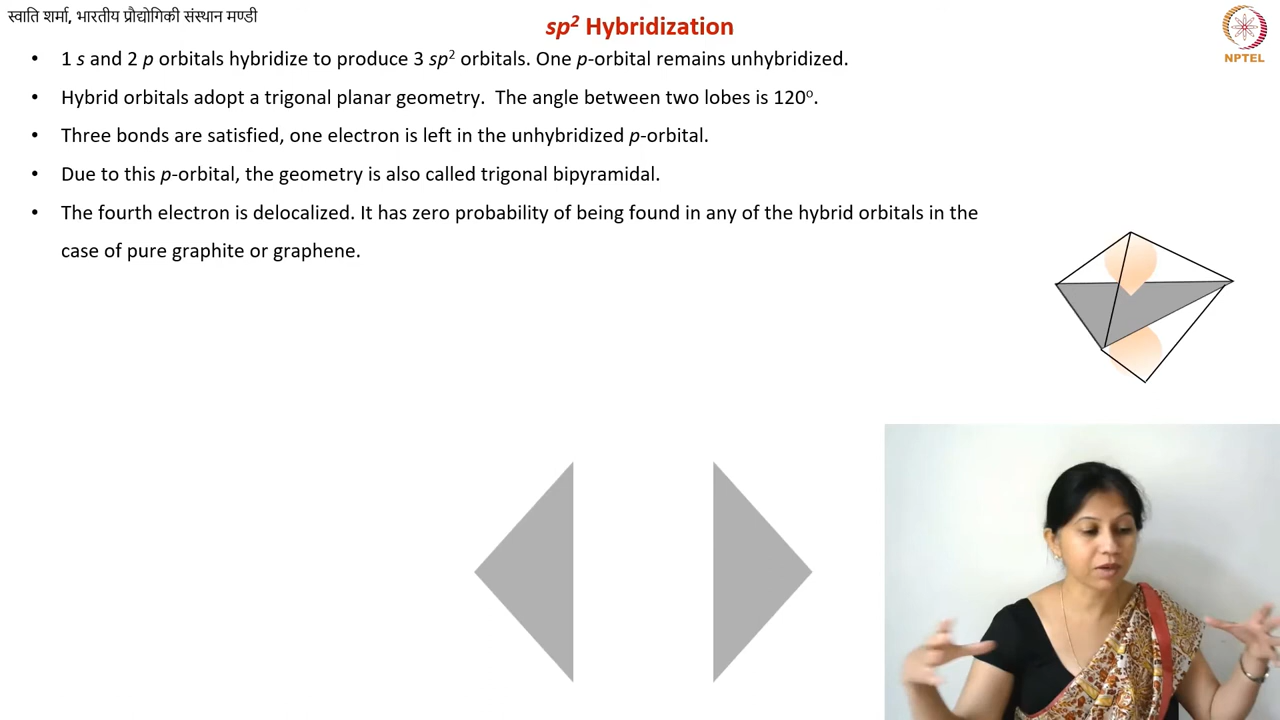 स्वाति शर्मा, भारतीय प्रौद्योगिकी संस्थान मण्डी
sp² Hybridization
NPTEL
• 1 s and 2 p orbitals hybridize to produce 3 sp² orbitals. One p-orbital remains unhybridized.
• Hybrid orbitals adopt a trigonal planar geometry.  The angle between two lobes is 120º.
• Three bonds are satisfied, one electron is left in the unhybridized p-orbital.
• Due to this p-orbital, the geometry is also called trigonal bipyramidal.
• The fourth electron is delocalized. It has zero probability of being found in any of the hybrid orbitals in the
case of pure graphite or graphene.